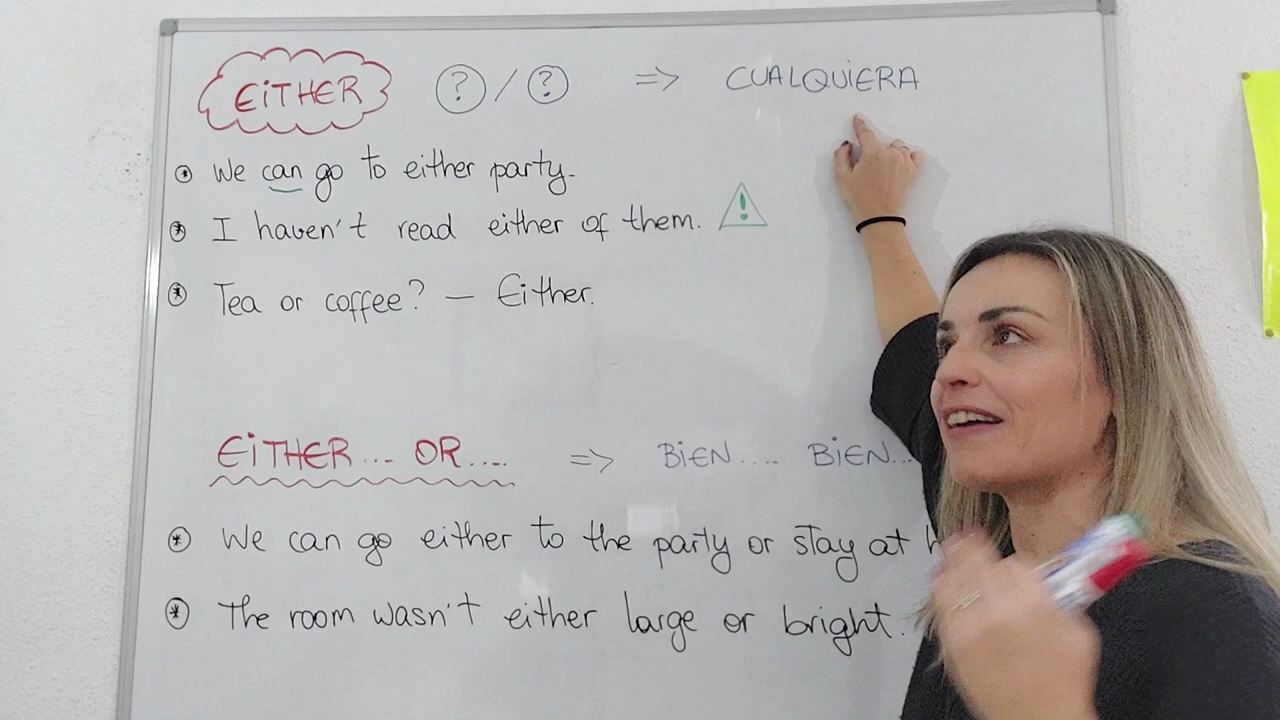 EITHER ? / ? => CUALQUIERA
We can go to either party.
I haven't read either of them. !
Tea or coffee? — Either.
EITHER... OR.... => BIEN.... BIEN...
We can go either to the party or stay at
The room wasn't either large or bright.